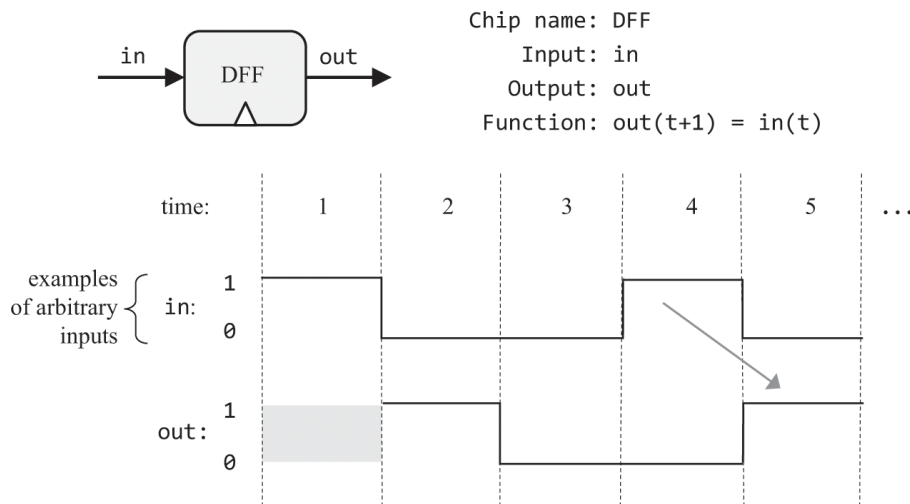 in
DFF
out
Chip name: DFF
Input: in
Output: out
Function: out(t+1) = in(t)
time: 1 2 3 4 5 ...
examples
of arbitrary
inputs
in:
1
0
out:
1
0